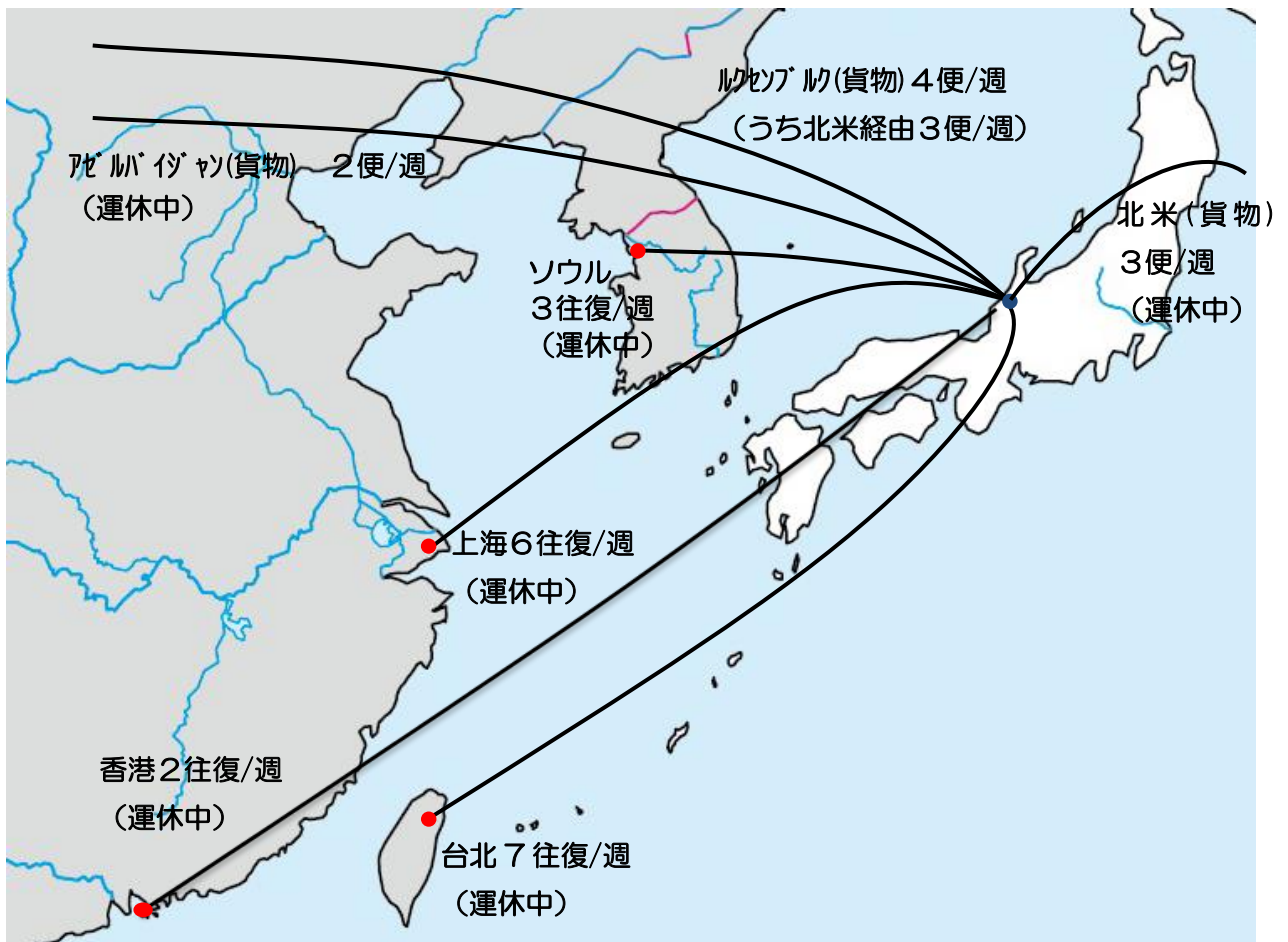 ﾙｸｾﾝﾌﾞﾙｸ(貨物)４便/週
（うち北米経由３便/週）
ｱｾﾞﾙﾊﾞｲｼﾞｬﾝ(貨物)　２便/週
（運休中）
北米(貨物)
３便/週
（運休中）
ソウル
３往復/週
（運休中）
上海６往復/週
（運休中）
香港２往復/週
（運休中）
台北７往復/週
（運休中）